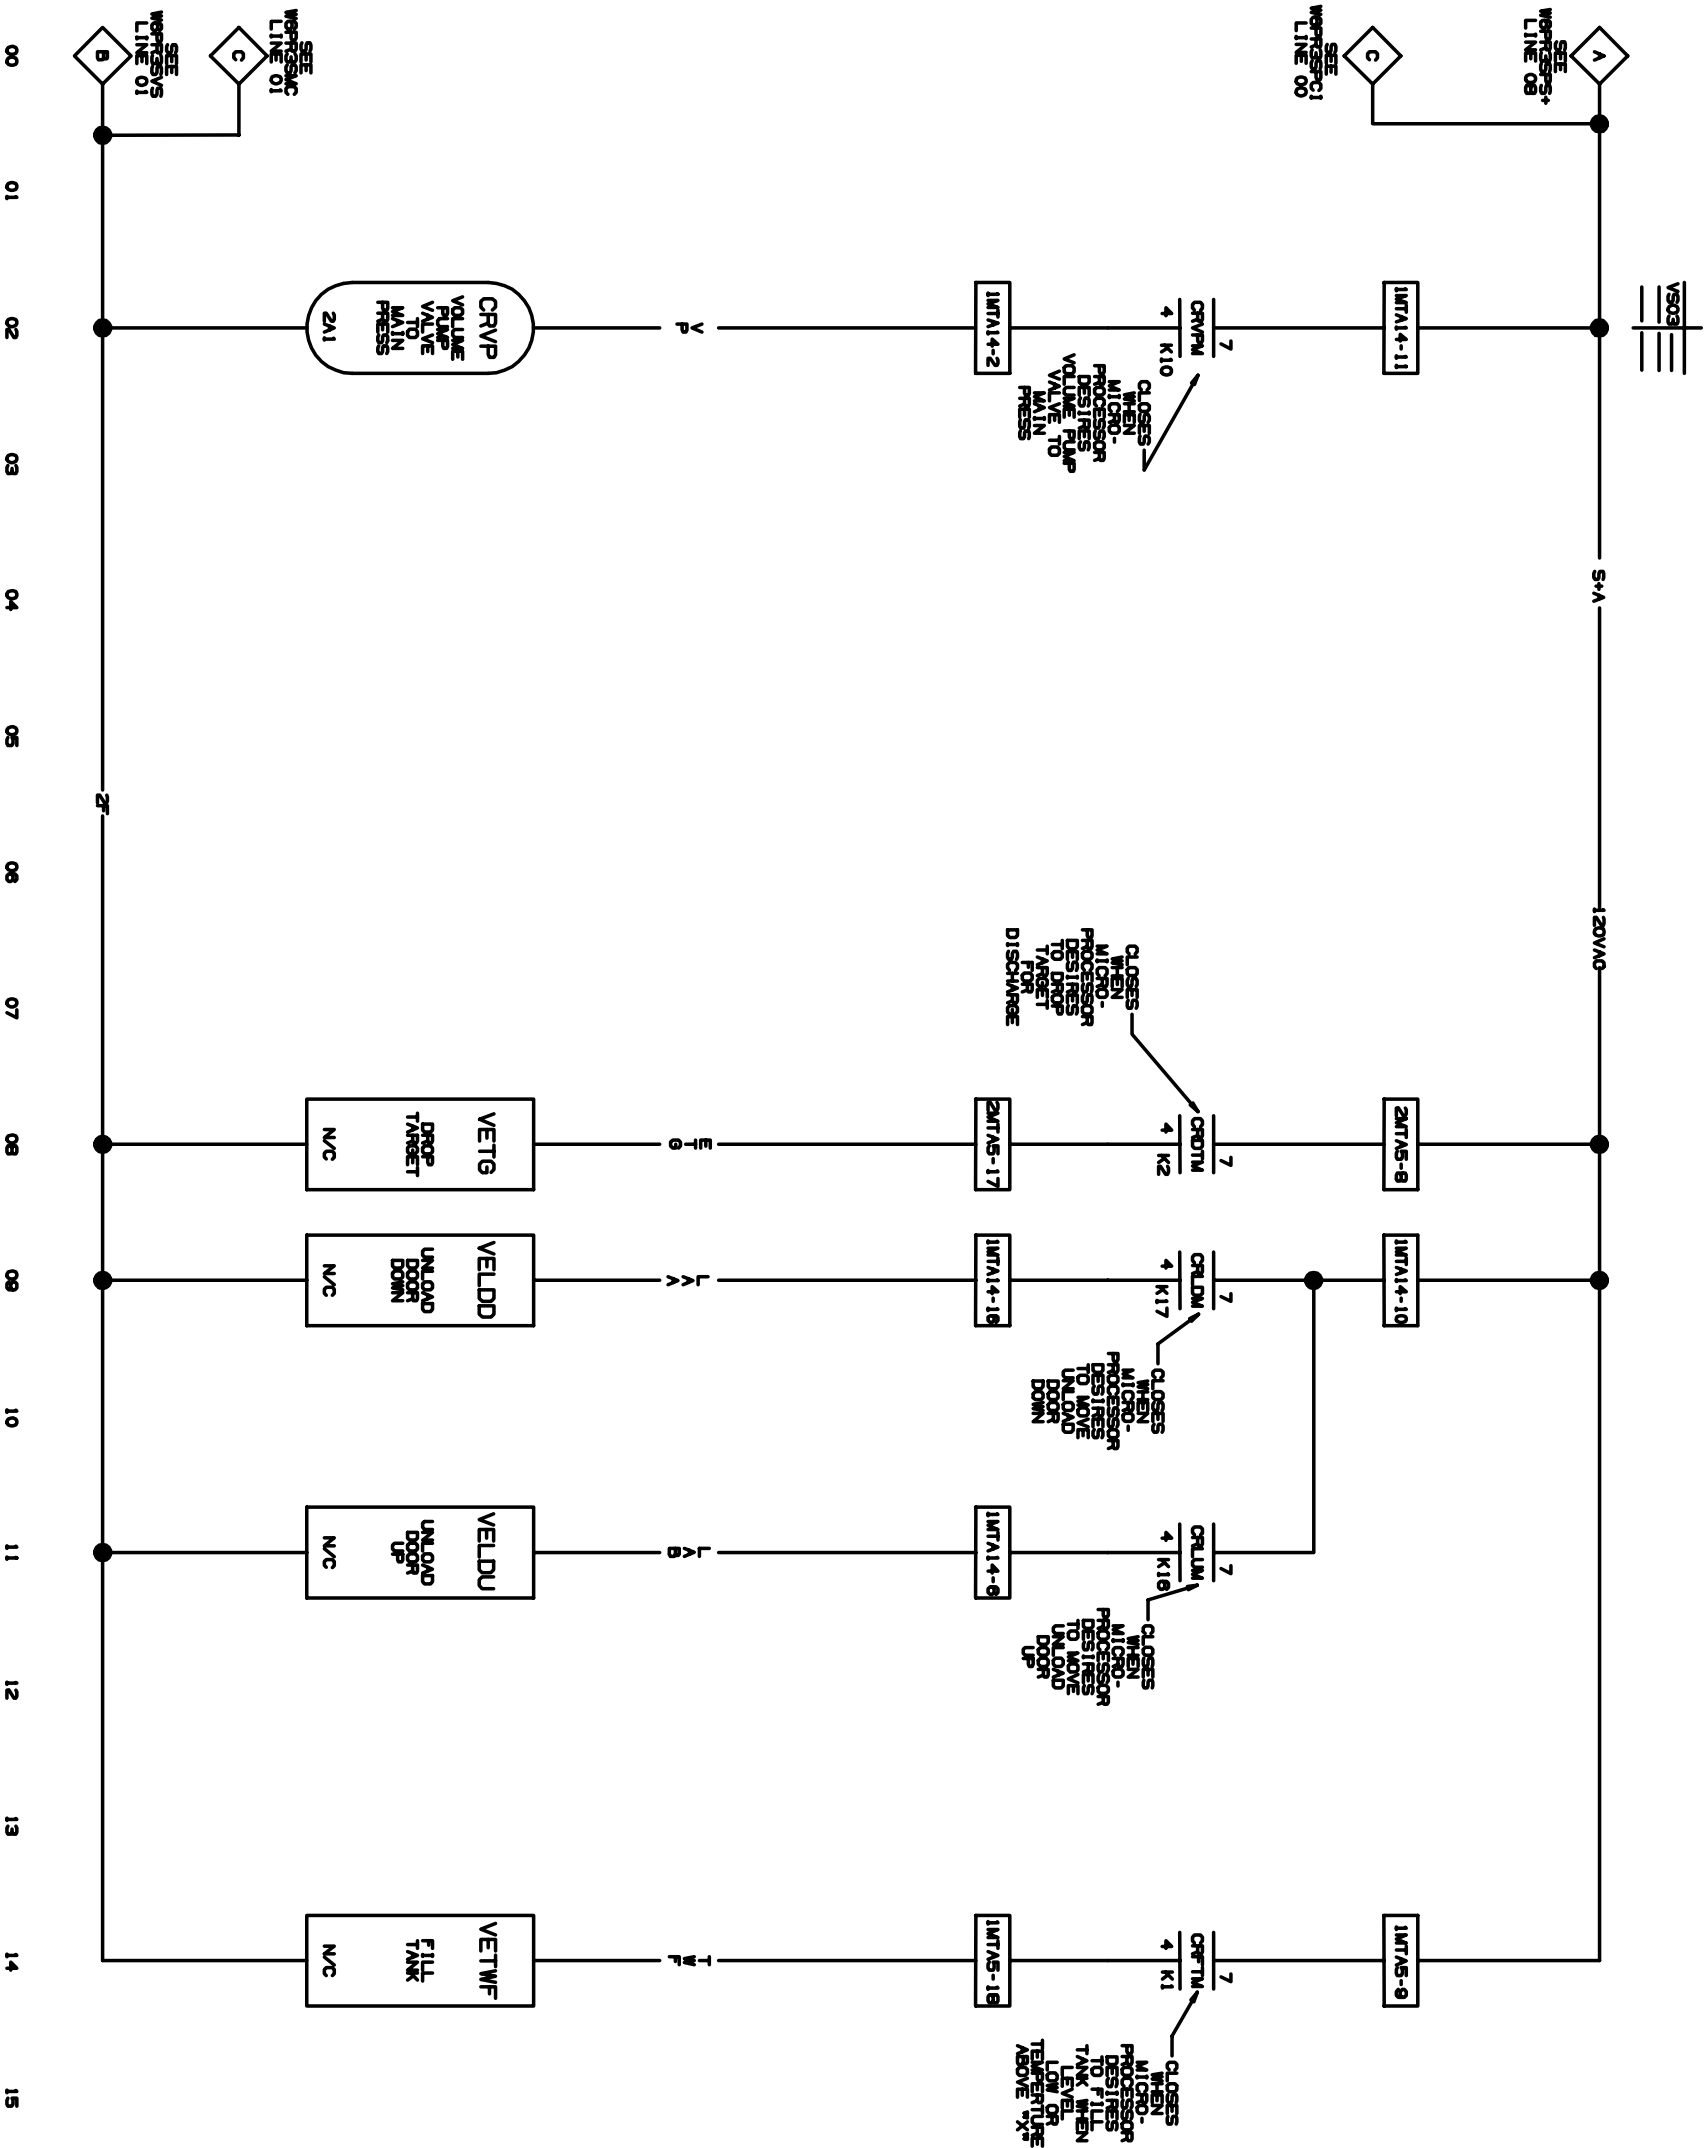 VS03
A
SEE
W6PR3SPS+
LINE 08
C
SEE
W6PR3SPC1
LINE 00
C
SEE
W6PR3SMC
LINE 01
B
SEE
W6PR3SVS
LINE 01
S+A
120VAC
2F
1MTA14-11
7
CRVPM
4 K10
CLOSES
WHEN
MICRO-
PROCESSOR
DESIRES
VOLUME PUMP
VALVE TO
MAIN
PRESS
1MTA14-2
V
P
CRVP
VOLUME
PUMP
VALVE
TO
MAIN
PRESS
2A1
2MTA5-8
7
CRDTM
4 K2
CLOSES
WHEN
MICRO-
PROCESSOR
DESIRES
TO DROP
TARGET
FOR
DISCHARGE
2MTA5-17
E
T
G
VETG
DROP
TARGET
N/C
1MTA14-10
7
CRLDM
4 K17
CLOSES
WHEN
MICRO-
PROCESSOR
DESIRES
TO MOVE
UNLOAD
DOOR
DOWN
1MTA14-16
L
A
A
VELDD
UNLOAD
DOOR
DOWN
N/C
7
CRLUM
4 K16
CLOSES
WHEN
MICRO-
PROCESSOR
DESIRES
TO MOVE
UNLOAD
DOOR
UP
1MTA14-6
L
A
B
VELDU
UNLOAD
DOOR
UP
N/C
1MTA5-9
7
CRFTM
4 K1
CLOSES
WHEN
MICRO-
PROCESSOR
DESIRES
TO FILL
TANK WHEN
LEVEL
LOW OR
TEMPERTURE
ABOVE "X"
1MTA5-18
T
W
F
VETWF
FILL
TANK
N/C
00
01
02
03
04
05
06
07
08
09
10
11
12
13
14
15